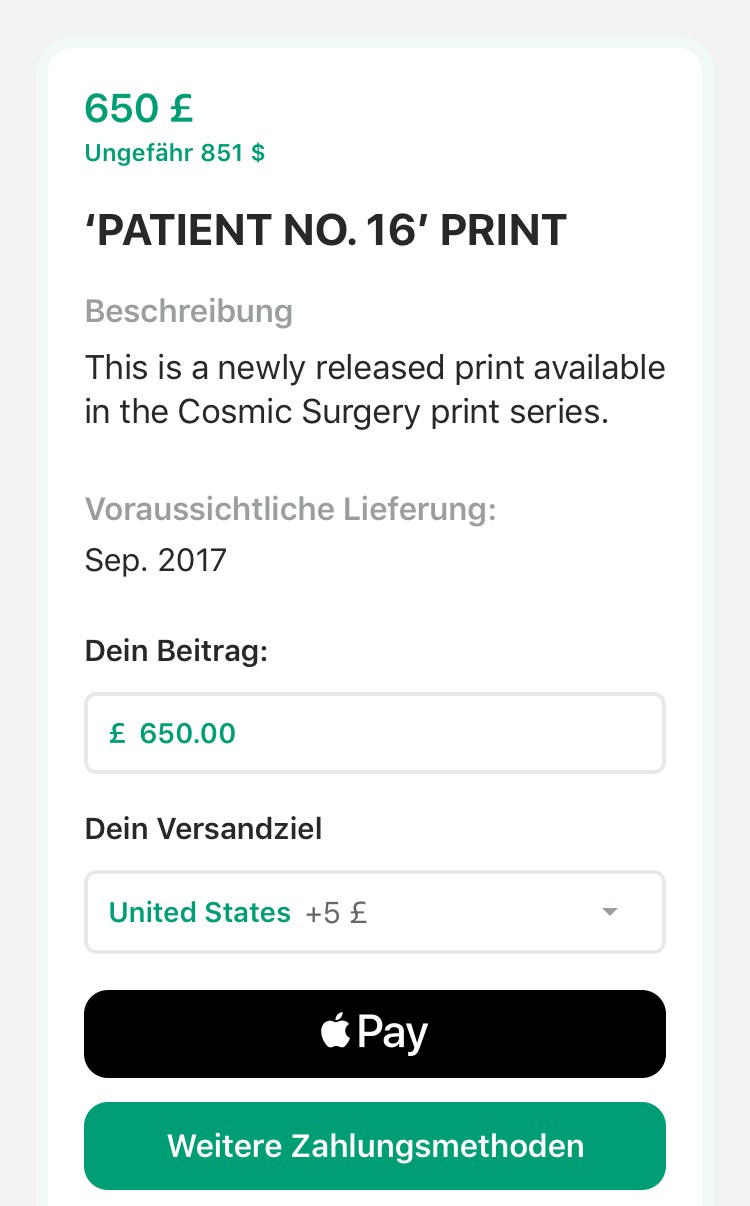 650 £
Ungefähr 851 $
‘PATIENT NO. 16’ PRINT
Beschreibung
This is a newly released print available
in the Cosmic Surgery print series.
Voraussichtliche Lieferung:
Sep. 2017
Dein Beitrag:
£ 650.00
Dein Versandziel
United States +5 £
Pay
Weitere Zahlungsmethoden